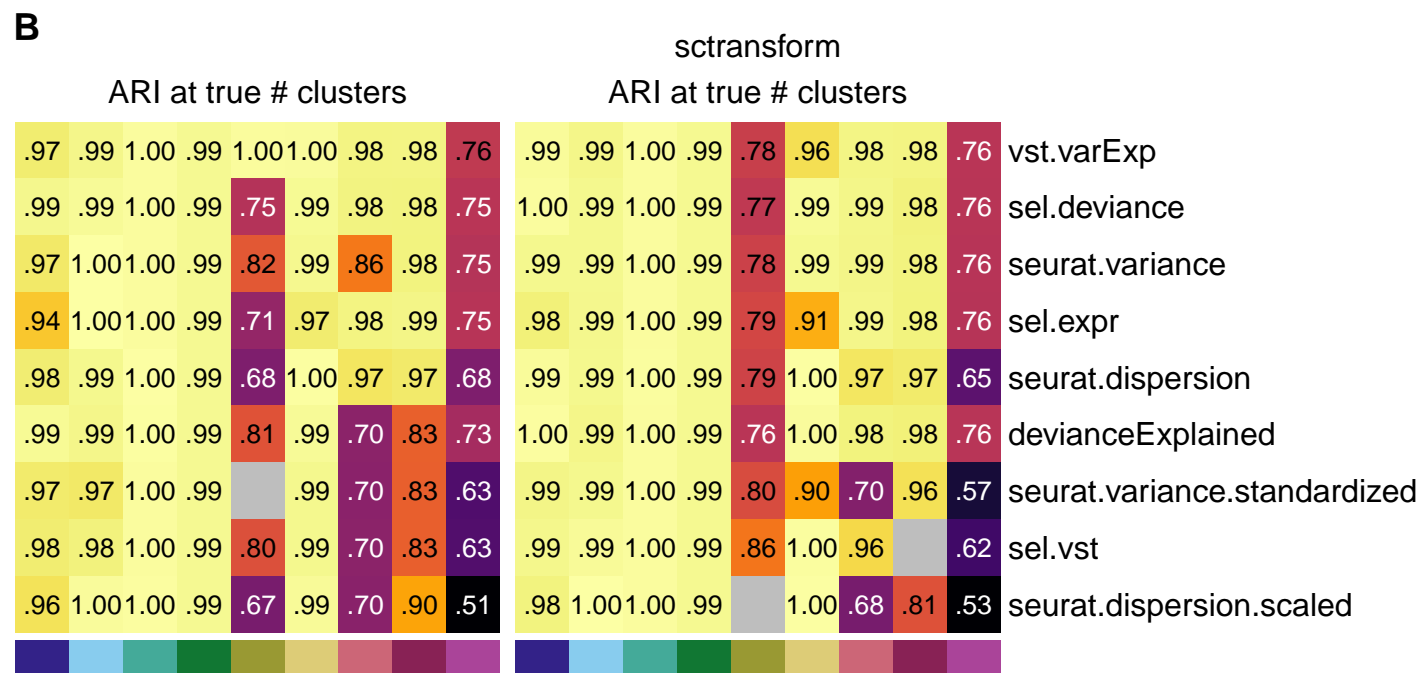 B
sctransform
ARI at true # clusters ARI at true # clusters
.97 .99 1.00 .99 1.00 1.00 .98 .98 .76 .99 .99 1.00 .99 .78 .96 .98 .98 .76 vst.varExp
.99 .99 1.00 .99 .75 .99 .98 .98 .75 1.00 .99 1.00 .99 .77 .99 .99 .98 .76 sel.deviance
.97 1.00 1.00 .99 .82 .99 .86 .98 .75 .99 .99 1.00 .99 .78 .99 .99 .98 .76 seurat.variance
.94 1.00 1.00 .99 .71 .97 .98 .99 .75 .98 .99 1.00 .99 .79 .91 .99 .98 .76 sel.expr
.98 .99 1.00 .99 .68 1.00 .97 .97 .68 .99 .99 1.00 .99 .79 1.00 .97 .97 .65 seurat.dispersion
.99 .99 1.00 .99 .81 .99 .70 .83 .73 1.00 .99 1.00 .99 .76 1.00 .98 .98 .76 devianceExplained
.97 .97 1.00 .99 .99 .70 .83 .63 .99 .99 1.00 .99 .80 .90 .70 .96 .57 seurat.variance.standardized
.98 .98 1.00 .99 .80 .99 .70 .83 .63 .99 .99 1.00 .99 .86 1.00 .96 .62 sel.vst
.96 1.00 1.00 .99 .67 .99 .70 .90 .51 .98 1.00 1.00 .99 1.00 .68 .81 .53 seurat.dispersion.scaled